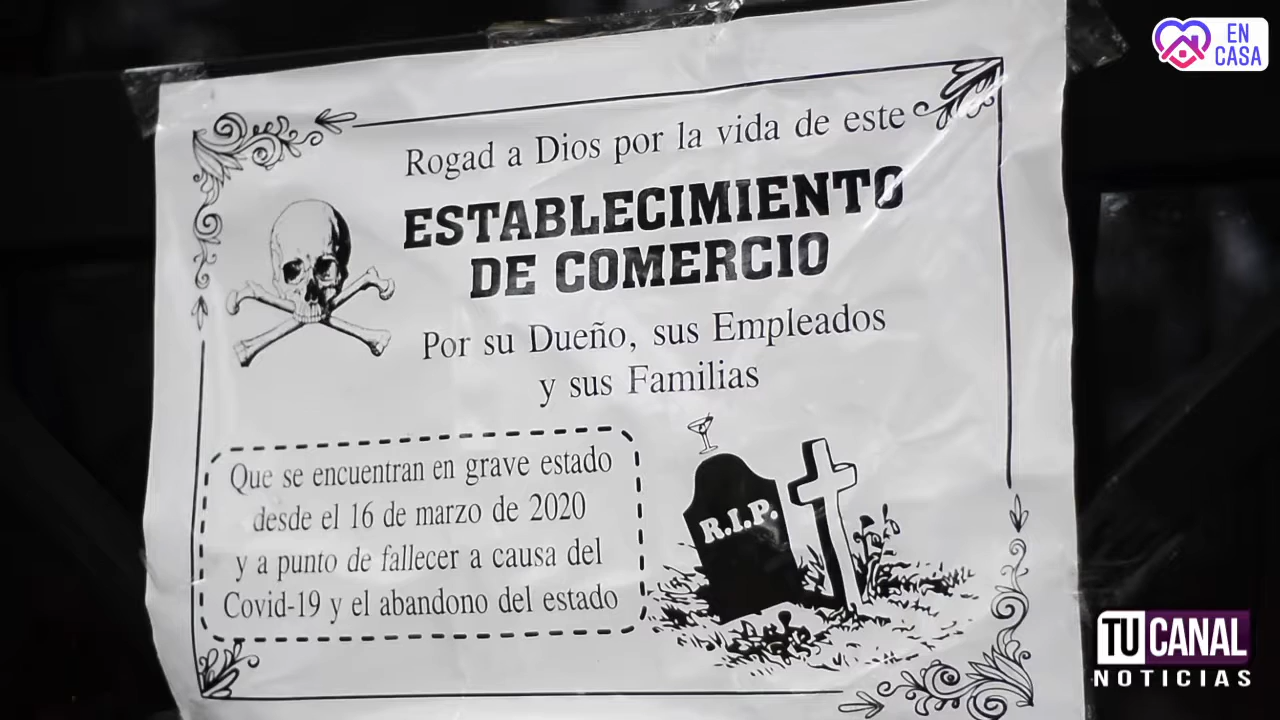 EN
CASA
Rogad a Dios por la vida de este
ESTABLECIMIENTO
DE COMERCIO
Por su Dueño, sus Empleados
y sus Familias
Que se encuentran en grave estado
desde el 16 de marzo de 2020
y a punto de fallecer a causa del
Covid-19 y el abandono del estado
R.I.P.
TU CANAL
NOTICIAS